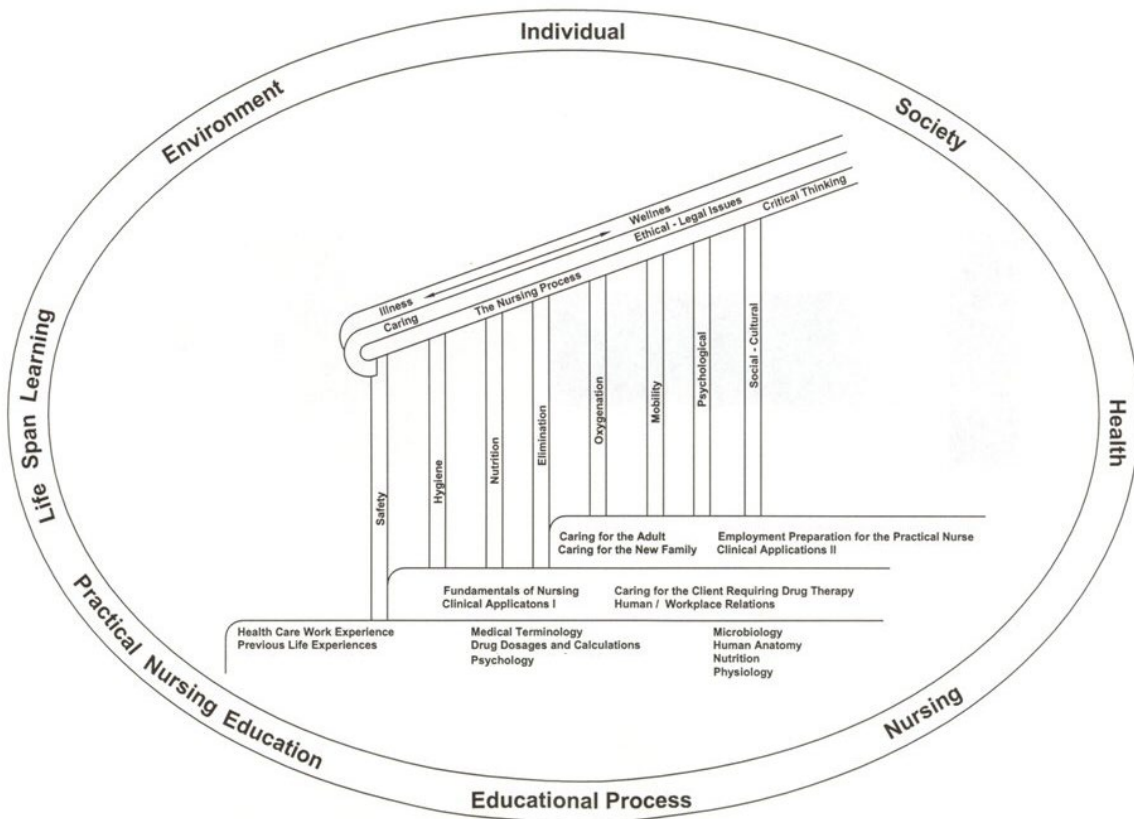 Individual
Environment
Society
Life Span Learning
Health
Practical Nursing Education
Nursing
Educational Process
Illness
Wellnes
Caring
Ethical - Legal Issues
The Nursing Process
Critical Thinking
Safety
Hygiene
Nutrition
Elimination
Oxygenation
Mobility
Psychological
Social - Cultural
Caring for the Adult
Caring for the New Family
Employment Preparation for the Practical Nurse
Clinical Applications II
Fundamentals of Nursing
Clinical Applicatons I
Caring for the Client Requiring Drug Therapy
Human / Workplace Relations
Health Care Work Experience
Previous Life Experiences
Medical Terminology
Drug Dosages and Calculations
Psychology
Microbiology
Human Anatomy
Nutrition
Physiology